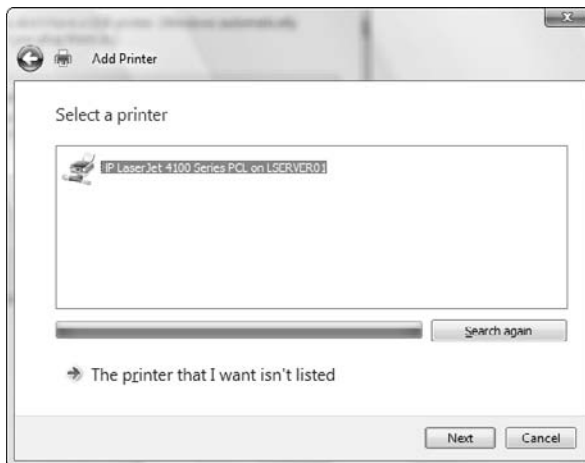 Add Printer
Select a printer
HP LaserJet 4100 Series PCL on LSERVER01
Search again
The printer that I want isn't listed
Next
Cancel